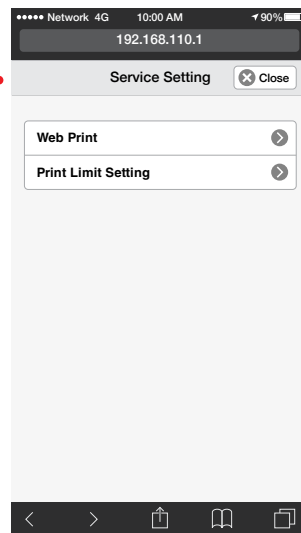 Network 4G 10:00 AM 90%
192.168.110.1
Service Setting Close
Web Print
Print Limit Setting